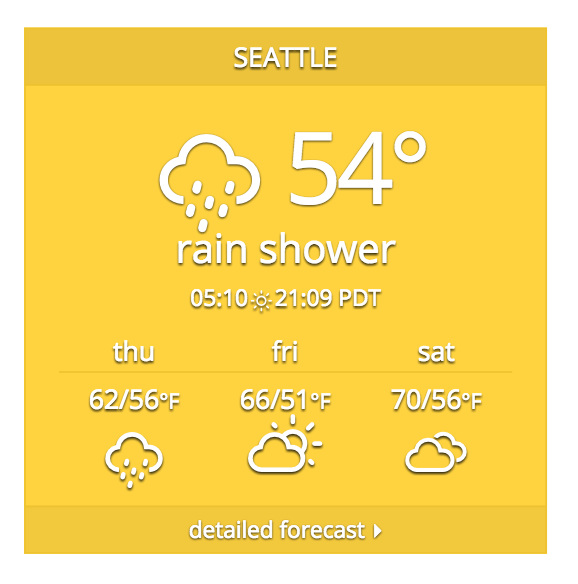 SEATTLE
54°
rain shower
05:10 21:09 PDT
thu fri sat
62/56°F 66/51°F 70/56°F
detailed forecast